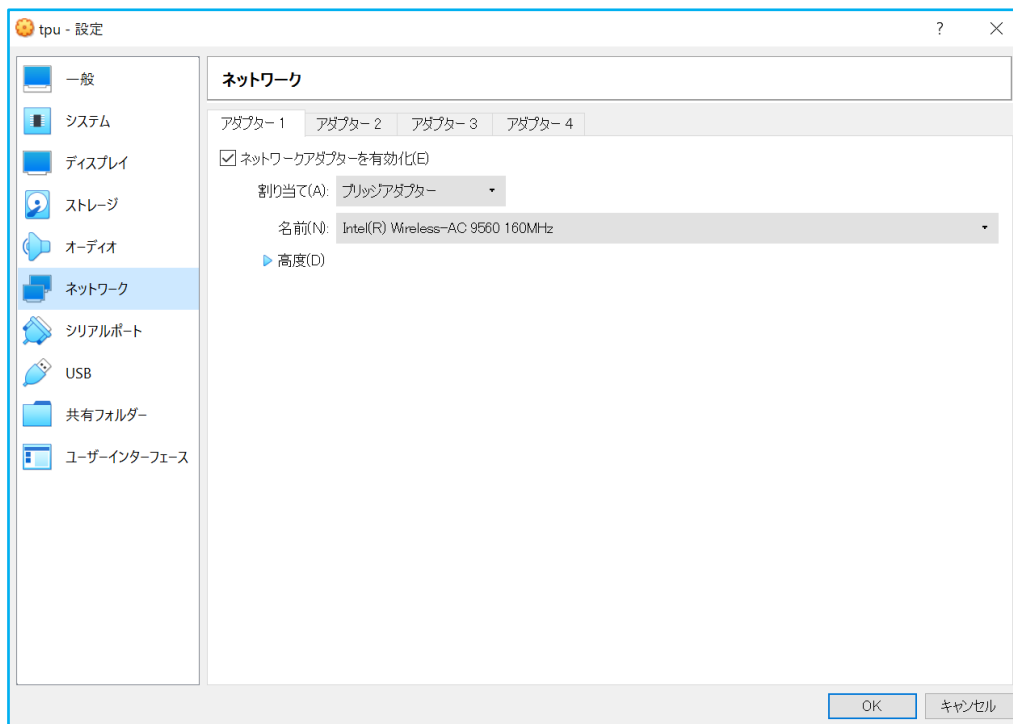 tpu - 設定
?
一般
システム
ディスプレイ
ストレージ
オーディオ
ネットワーク
シリアルポート
USB
共有フォルダー
ユーザーインターフェース
ネットワーク
アダプター 1 アダプター 2 アダプター 3 アダプター 4
ネットワークアダプターを有効化(E)
割り当て(A): ブリッジアダプター
名前(N): Intel(R) Wireless-AC 9560 160MHz
高度(D)
OK キャンセル